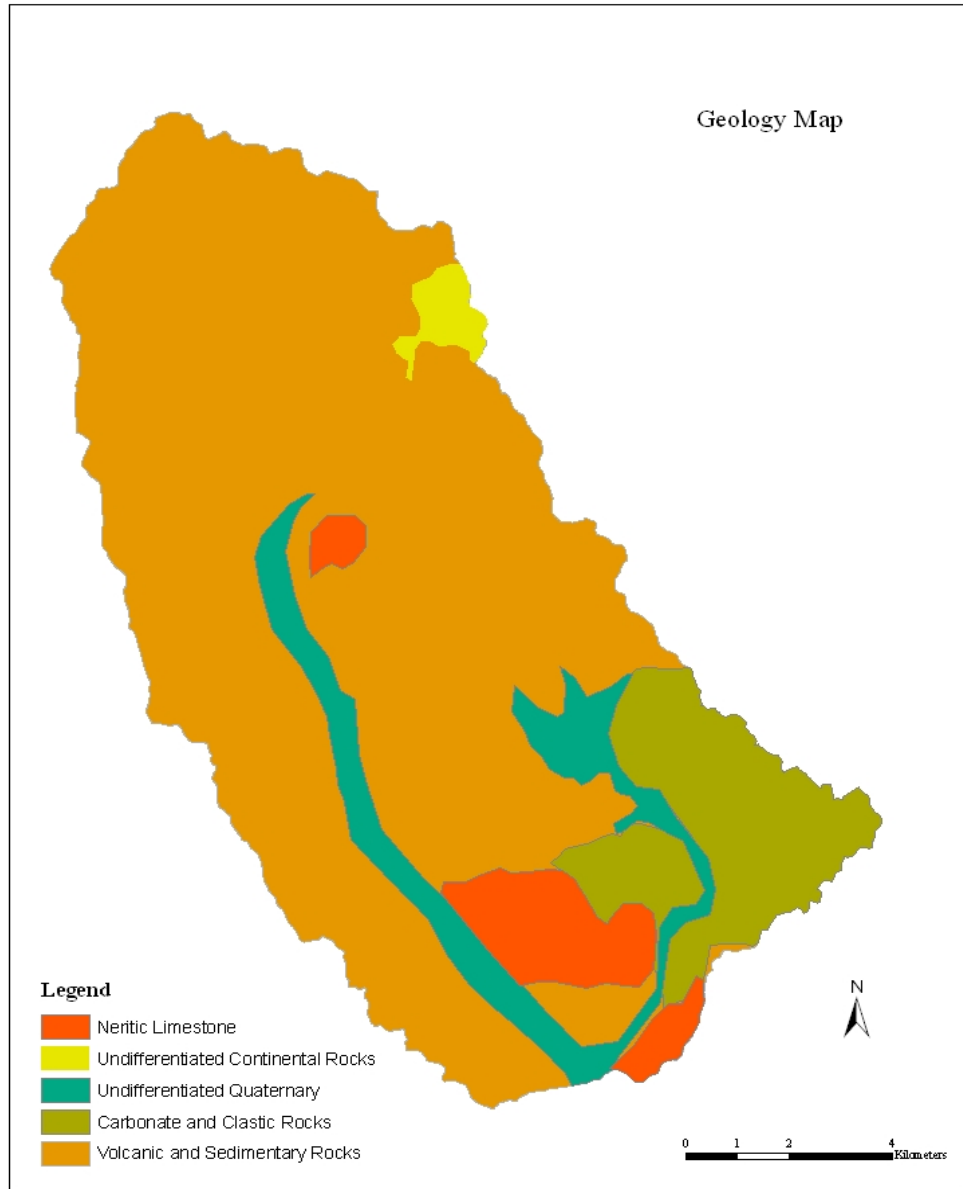 Geology Map
Legend
Neritic Limestone
Undifferentiated Continental Rocks
Undifferentiated Quaternary
Carbonate and Clastic Rocks
Volcanic and Sedimentary Rocks
N
0 1 2 4
Kilometers